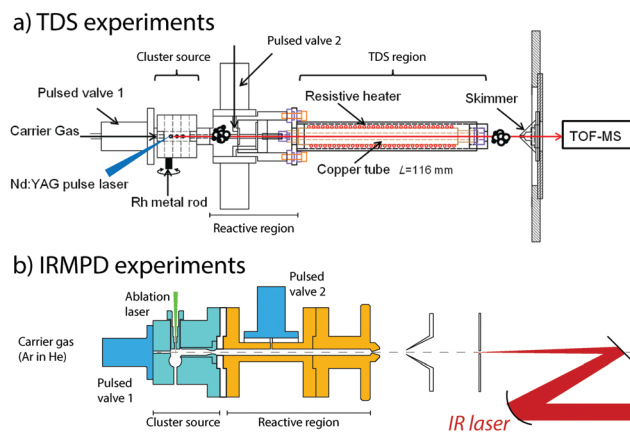 a) TDS experiments
Pulsed valve 2
Cluster source
TDS region
Pulsed valve 1
Resistive heater
Skimmer
Carrier Gas
TOF-MS
Nd:YAG pulse laser
Copper tube L=116 mm
Rh metal rod
Reactive region
b) IRMPD experiments
Pulsed
valve 2
Ablation
laser
Carrier gas
(Ar in He)
Pulsed
valve 1
IR laser
Cluster source
Reactive region